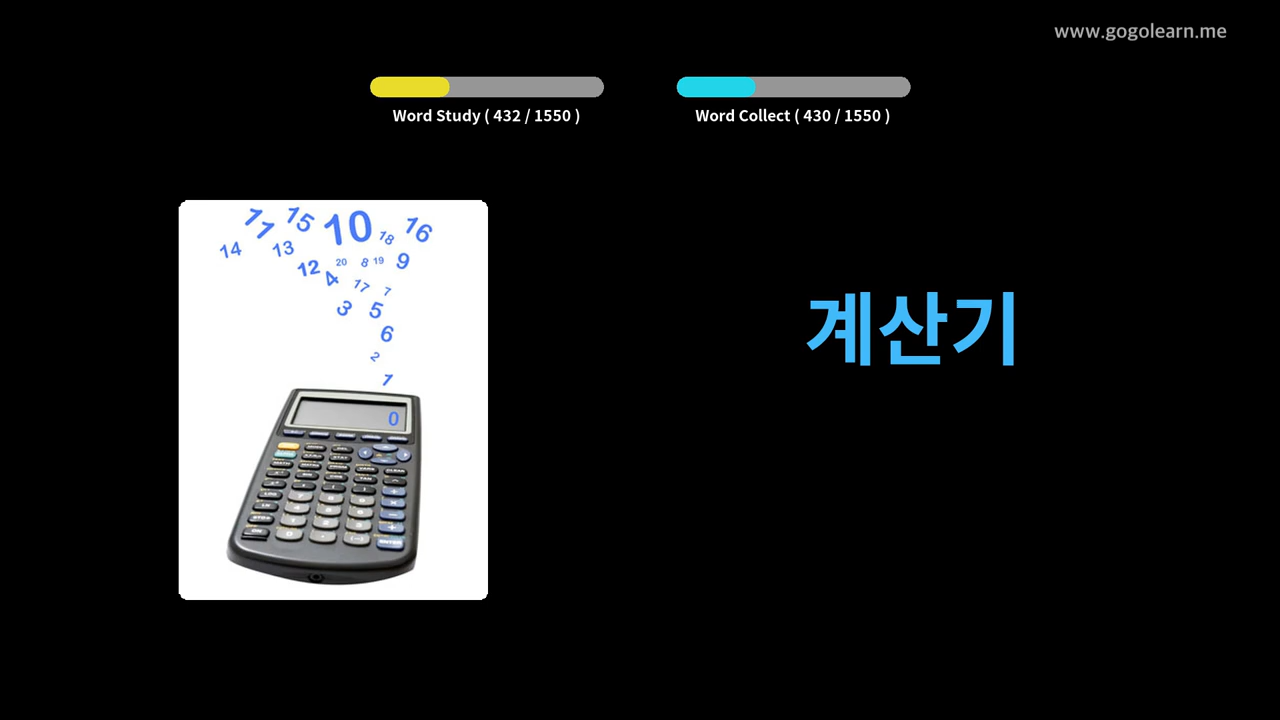 www.gogolearn.me
Word Study ( 432 / 1550 )
Word Collect ( 430 / 1550 )
11 15 10 18 16
14 13 12 20 8 19 9
4 17 7
3 5
6
2
1
계산기
0